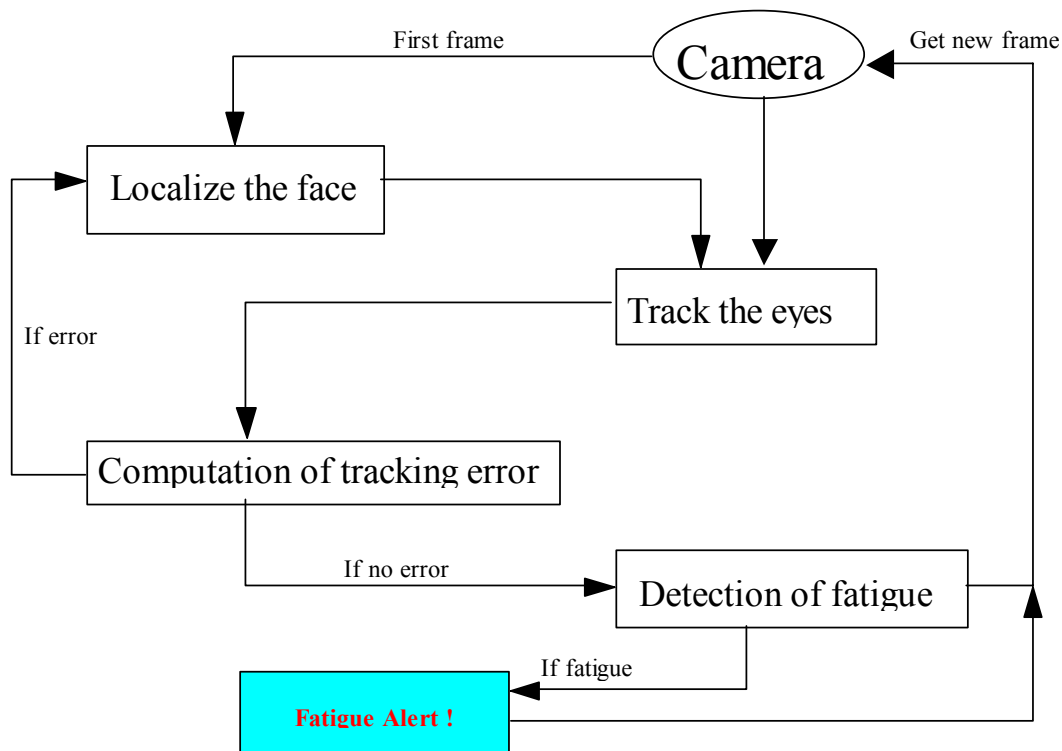 First frame
Camera
Get new frame
Localize the face
Track the eyes
If error
Computation of tracking error
If no error
Detection of fatigue
If fatigue
Fatigue Alert !